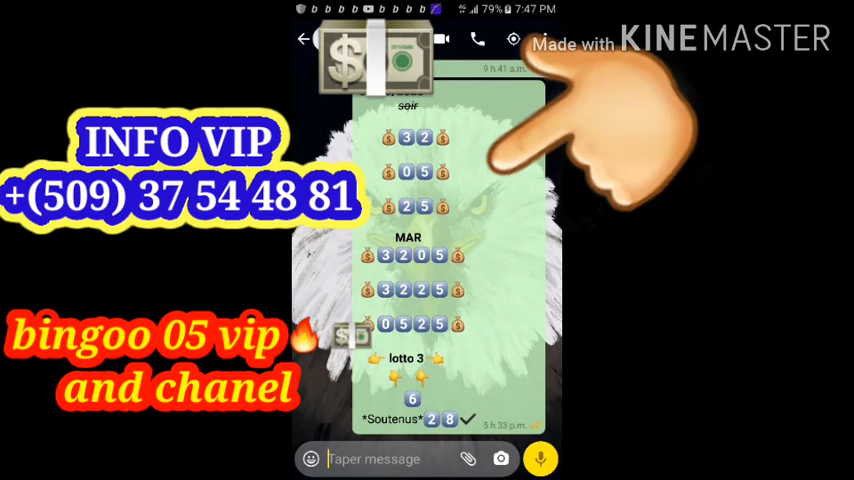 79% 7:47 PM
Made with KINEMASTER
9 h 41 a.m.
sqif
32
05
25
MAR
3205
3225
0525
lotto 3
6
*Soutenus* 28
5 h 33 p.m.
Taper message
INFO VIP
+(509) 37 54 48 81
bingoo 05 vip
and chanel